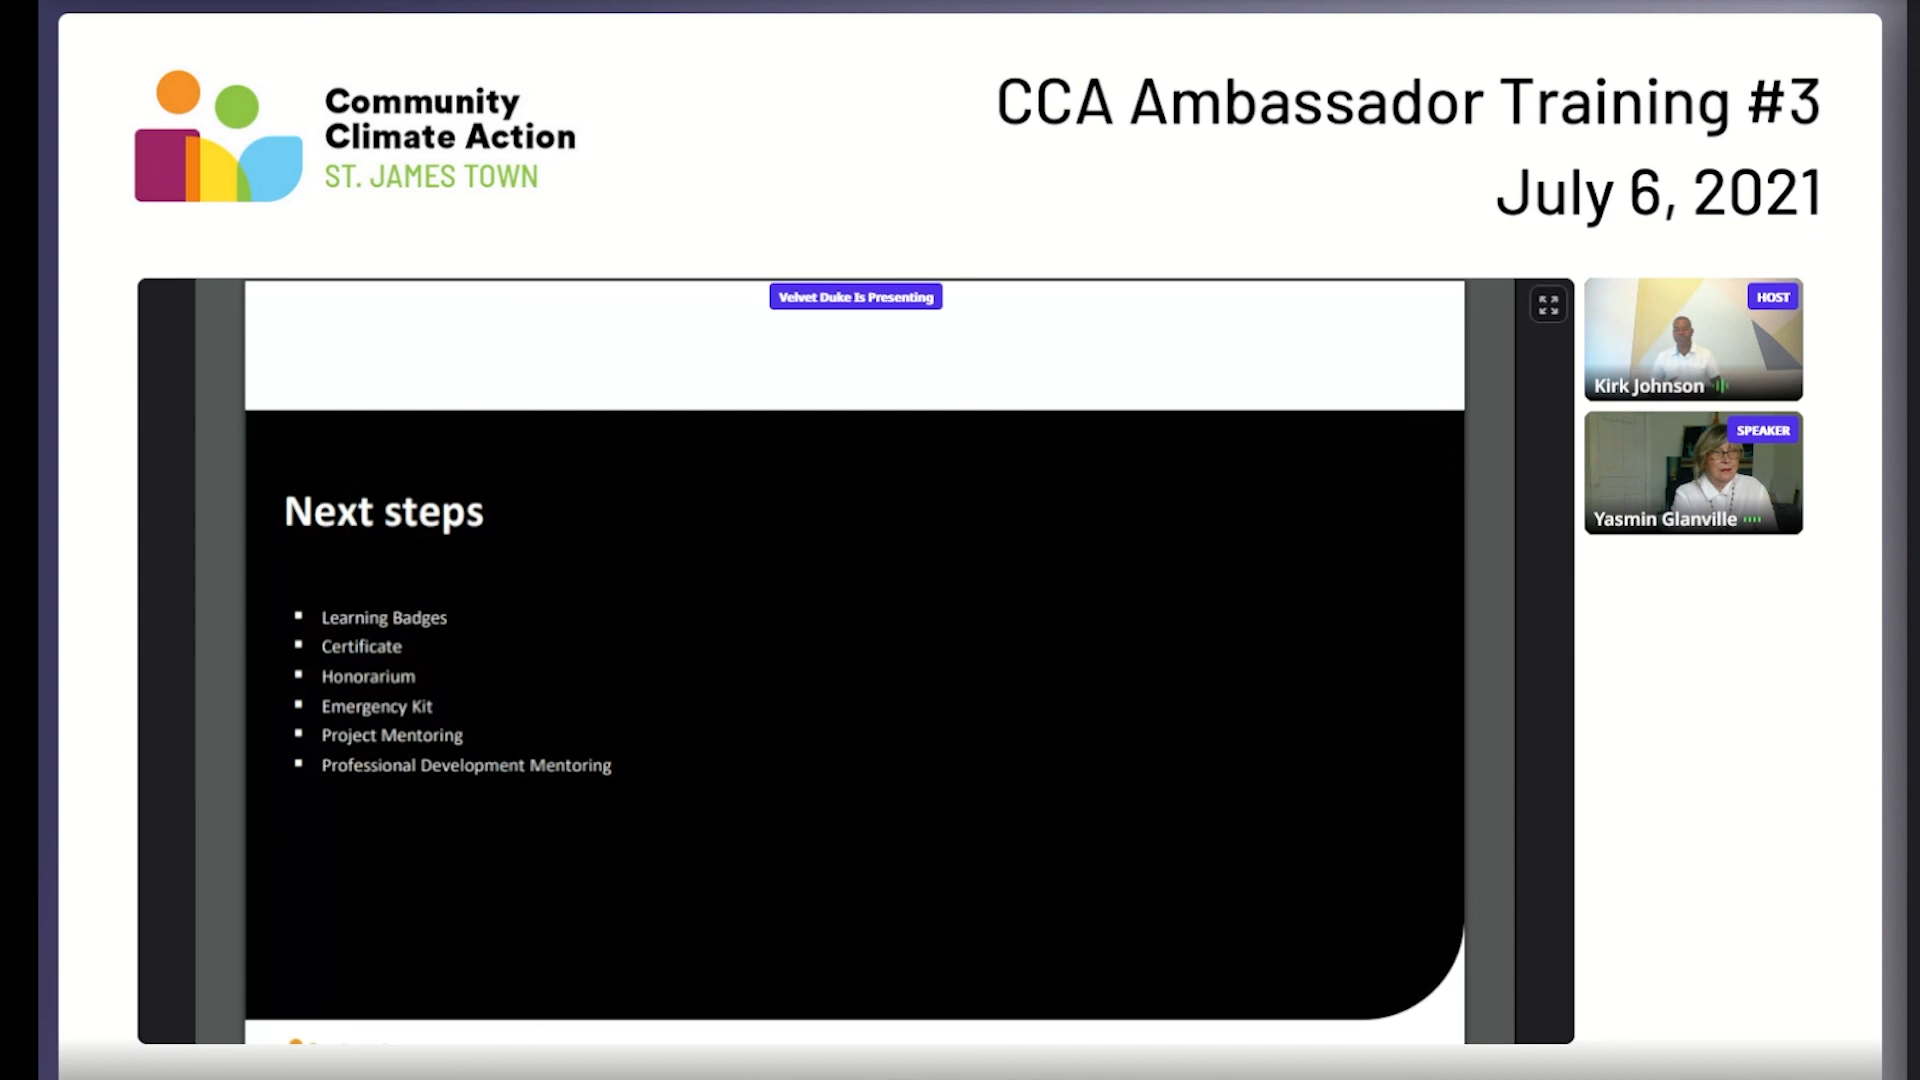 Community
Climate Action
ST. JAMES TOWN
CCA Ambassador Training #3
July 6, 2021
Velvet Duke Is Presenting
HOST
Kirk Johnson
SPEAKER
Yasmin Glanville
Next steps
▪ Learning Badges
▪ Certificate
▪ Honorarium
▪ Emergency Kit
▪ Project Mentoring
▪ Professional Development Mentoring